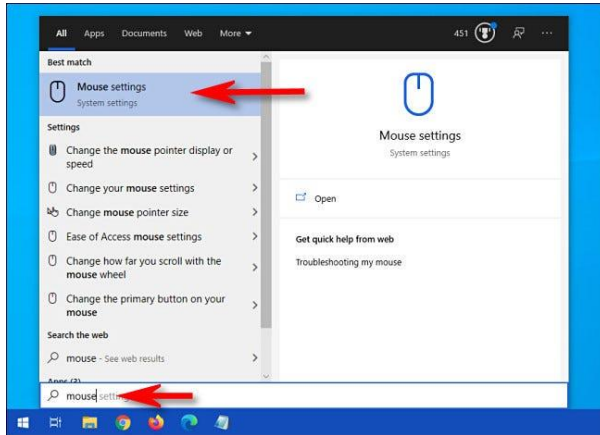 All Apps Documents Web More 451 ...
Best match
Mouse settings
System settings
Settings
Change the mouse pointer display or
speed
Change your mouse settings
Change mouse pointer size
Ease of Access mouse settings
Change how far you scroll with the
mouse wheel
Change the primary button on your
mouse
Search the web
mouse - See web results
Mouse settings
System settings
Open
Get quick help from web
Troubleshooting my mouse
mouse